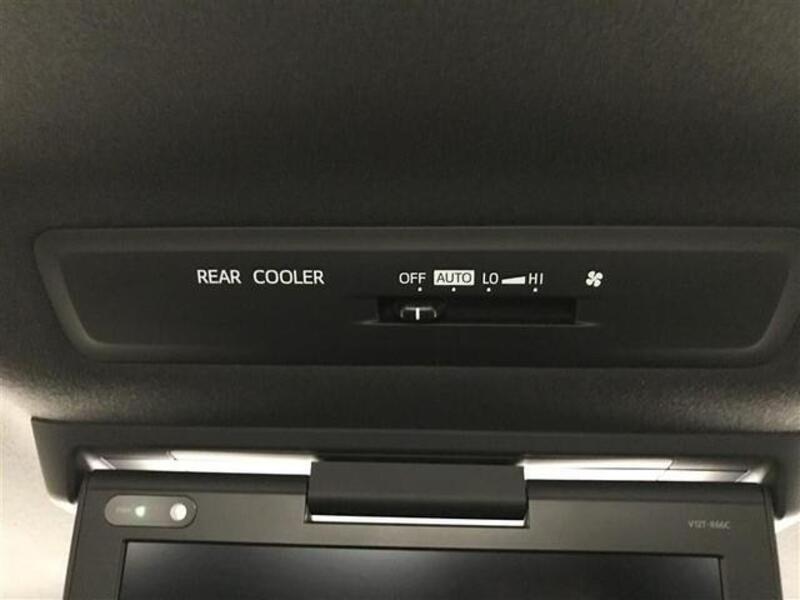 REAR COOLER OFF AUTO LO HI
V12T-R66C